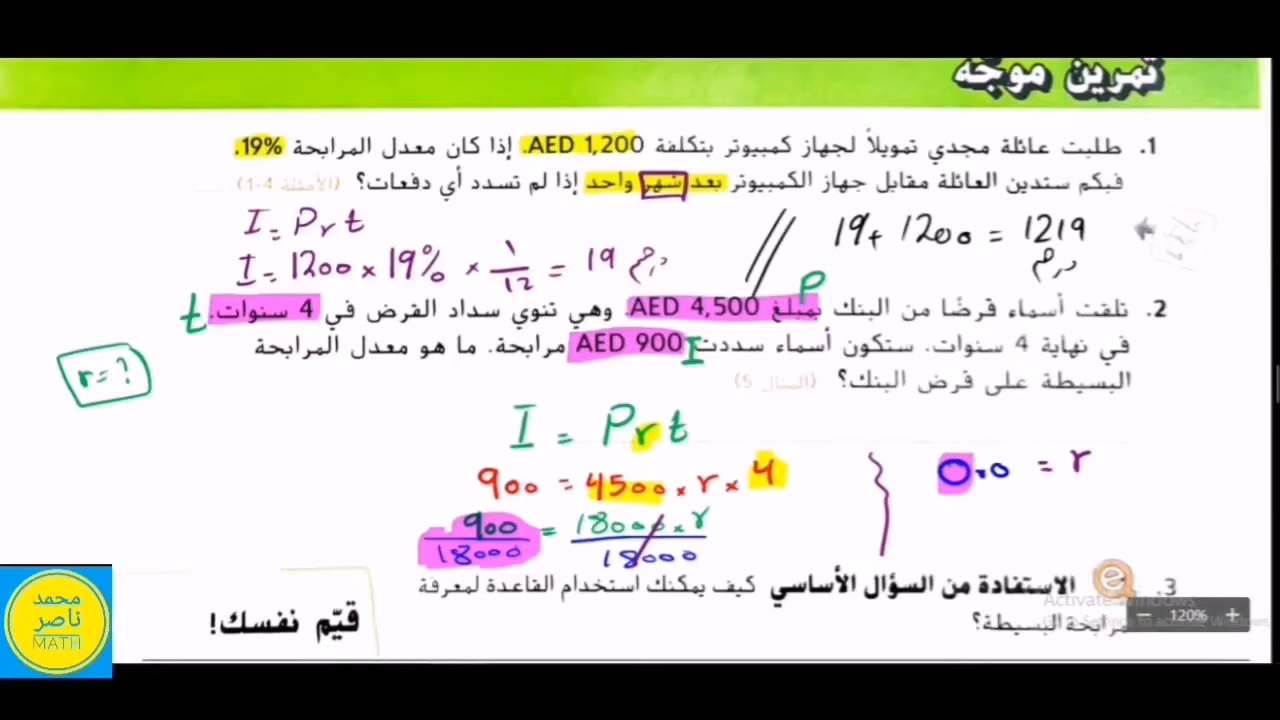 تمرين موجّه
1. طلبت عائلة مجدي تمويلاً لجهاز كمبيوتر بتكلفة AED 1,200. إذا كان معدل المرابحة 19%،
فبكم ستدين العائلة مقابل جهاز الكمبيوتر بعد شهر واحد إذا لم تسدد أي دفعات؟ (الأمثلة 4-1)
I = Prt
19 + 1200 = 1219
درهم
I = 1200 × 19% × 1/12 = 19 درهم
P
2. تلقت أسماء قرضًا من البنك بمبلغ AED 4,500. وهي تنوي سداد القرض في 4 سنوات. t
في نهاية 4 سنوات. ستكون أسماء سددت I AED 900 مرابحة. ما هو معدل المرابحة
r = ?
البسيطة على قرض البنك؟ (المثال 5)
I = Prt
900 = 4500 × r × 4
= r
900/18000 = 18000 × r/18000
3. الاستفادة من السؤال الأساسي كيف يمكنك استخدام القاعدة لمعرفة
مرابحة البسيطة؟
قيّم نفسك!
Activate Windows
120%
محمد
ناصر
MATH